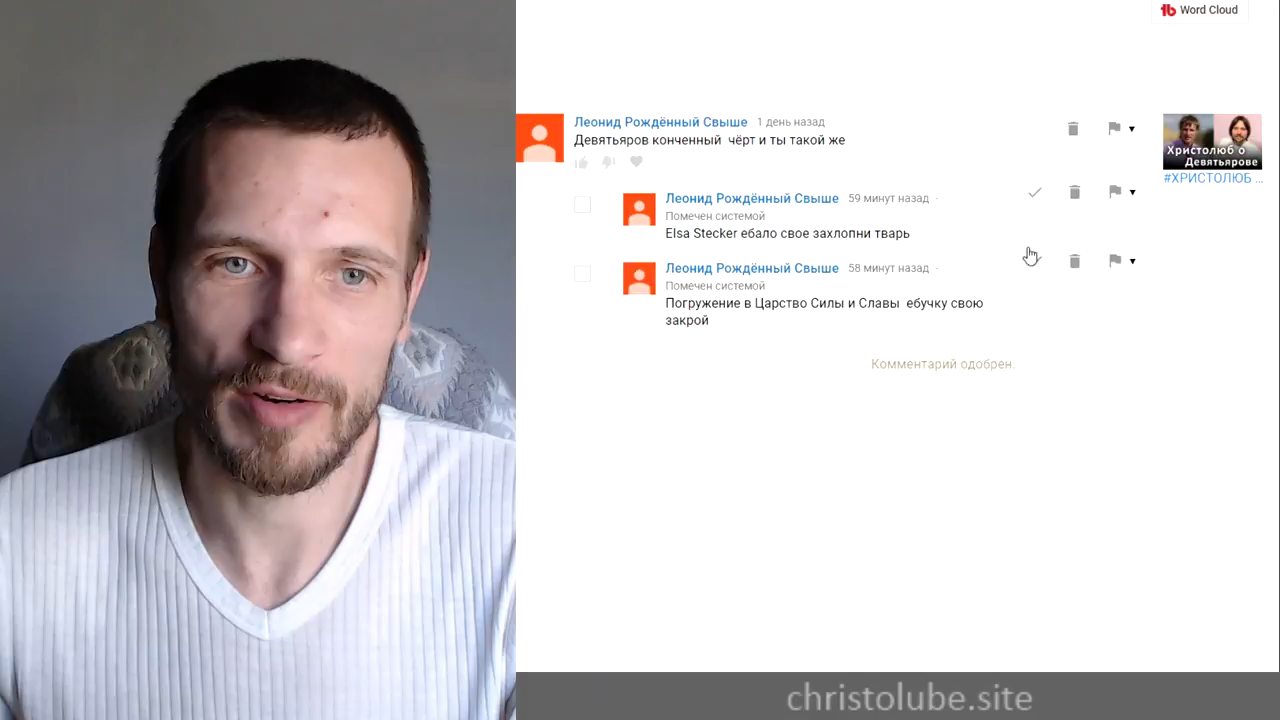 Word Cloud
Леонид Рождённый Свыше 1 день назад
Девятьяров конченный чёрт и ты такой же
Христолюб о
Девятьярове
#ХРИСТОЛЮБ ...
Леонид Рождённый Свыше 59 минут назад ·
Помечен системой
Elsa Stecker ебало свое захлопни тварь
Леонид Рождённый Свыше 58 минут назад ·
Помечен системой
Погружение в Царство Силы и Славы ебучку свою
закрой
Комментарий одобрен.
christolube.site